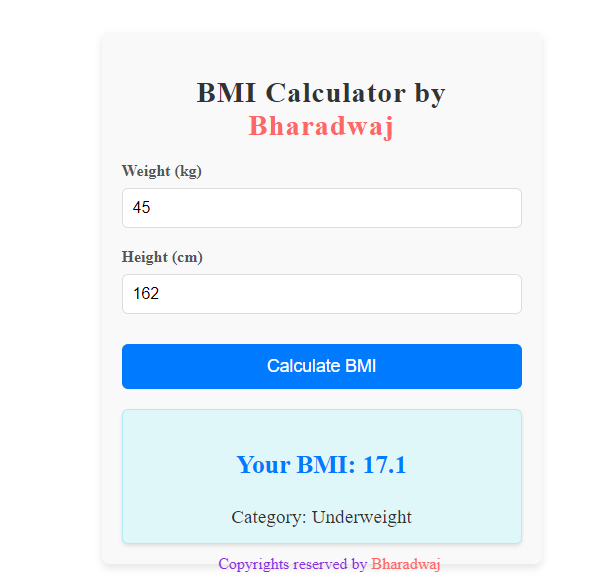 BMI Calculator by
Bharadwaj
Weight (kg)
45
Height (cm)
162
Calculate BMI
Your BMI: 17.1
Category: Underweight
Copyrights reserved by Bharadwaj